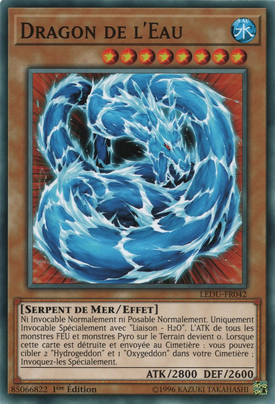 Dragon de l'Eau
水
LEDU-FR042
[Serpent de Mer/Effet]
Ni Invocable Normalement ni Posable Normalement. Uniquement
Invocable Spécialement avec "Liaison - H2O". L'ATK de tous les
monstres FEU et monstres Pyro sur le Terrain devient 0. Lorsque
cette carte est détruite et envoyée au Cimetière : vous pouvez
cibler 2 "Hydrogeddon" et 1 "Oxygeddon" dans votre Cimetière ;
Invoquez-les Spécialement.
ATK/2800 DEF/2600
85066822 1ère Édition ©1996 KAZUKI TAKAHASHI